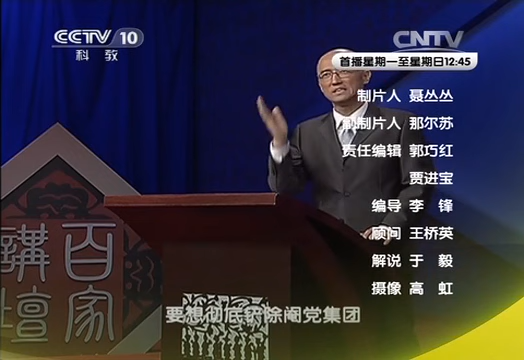 CCTV 10
科教
CNTV
首播星期一至星期日12:45
制片人 聂丛丛
副制片人 那尔苏
责任编辑 郭巧红
贾进宝
编导 李锋
顾问 王桥英
解说 于毅
摄像 高虹
百家
講壇
要想彻底铲除阉党集团